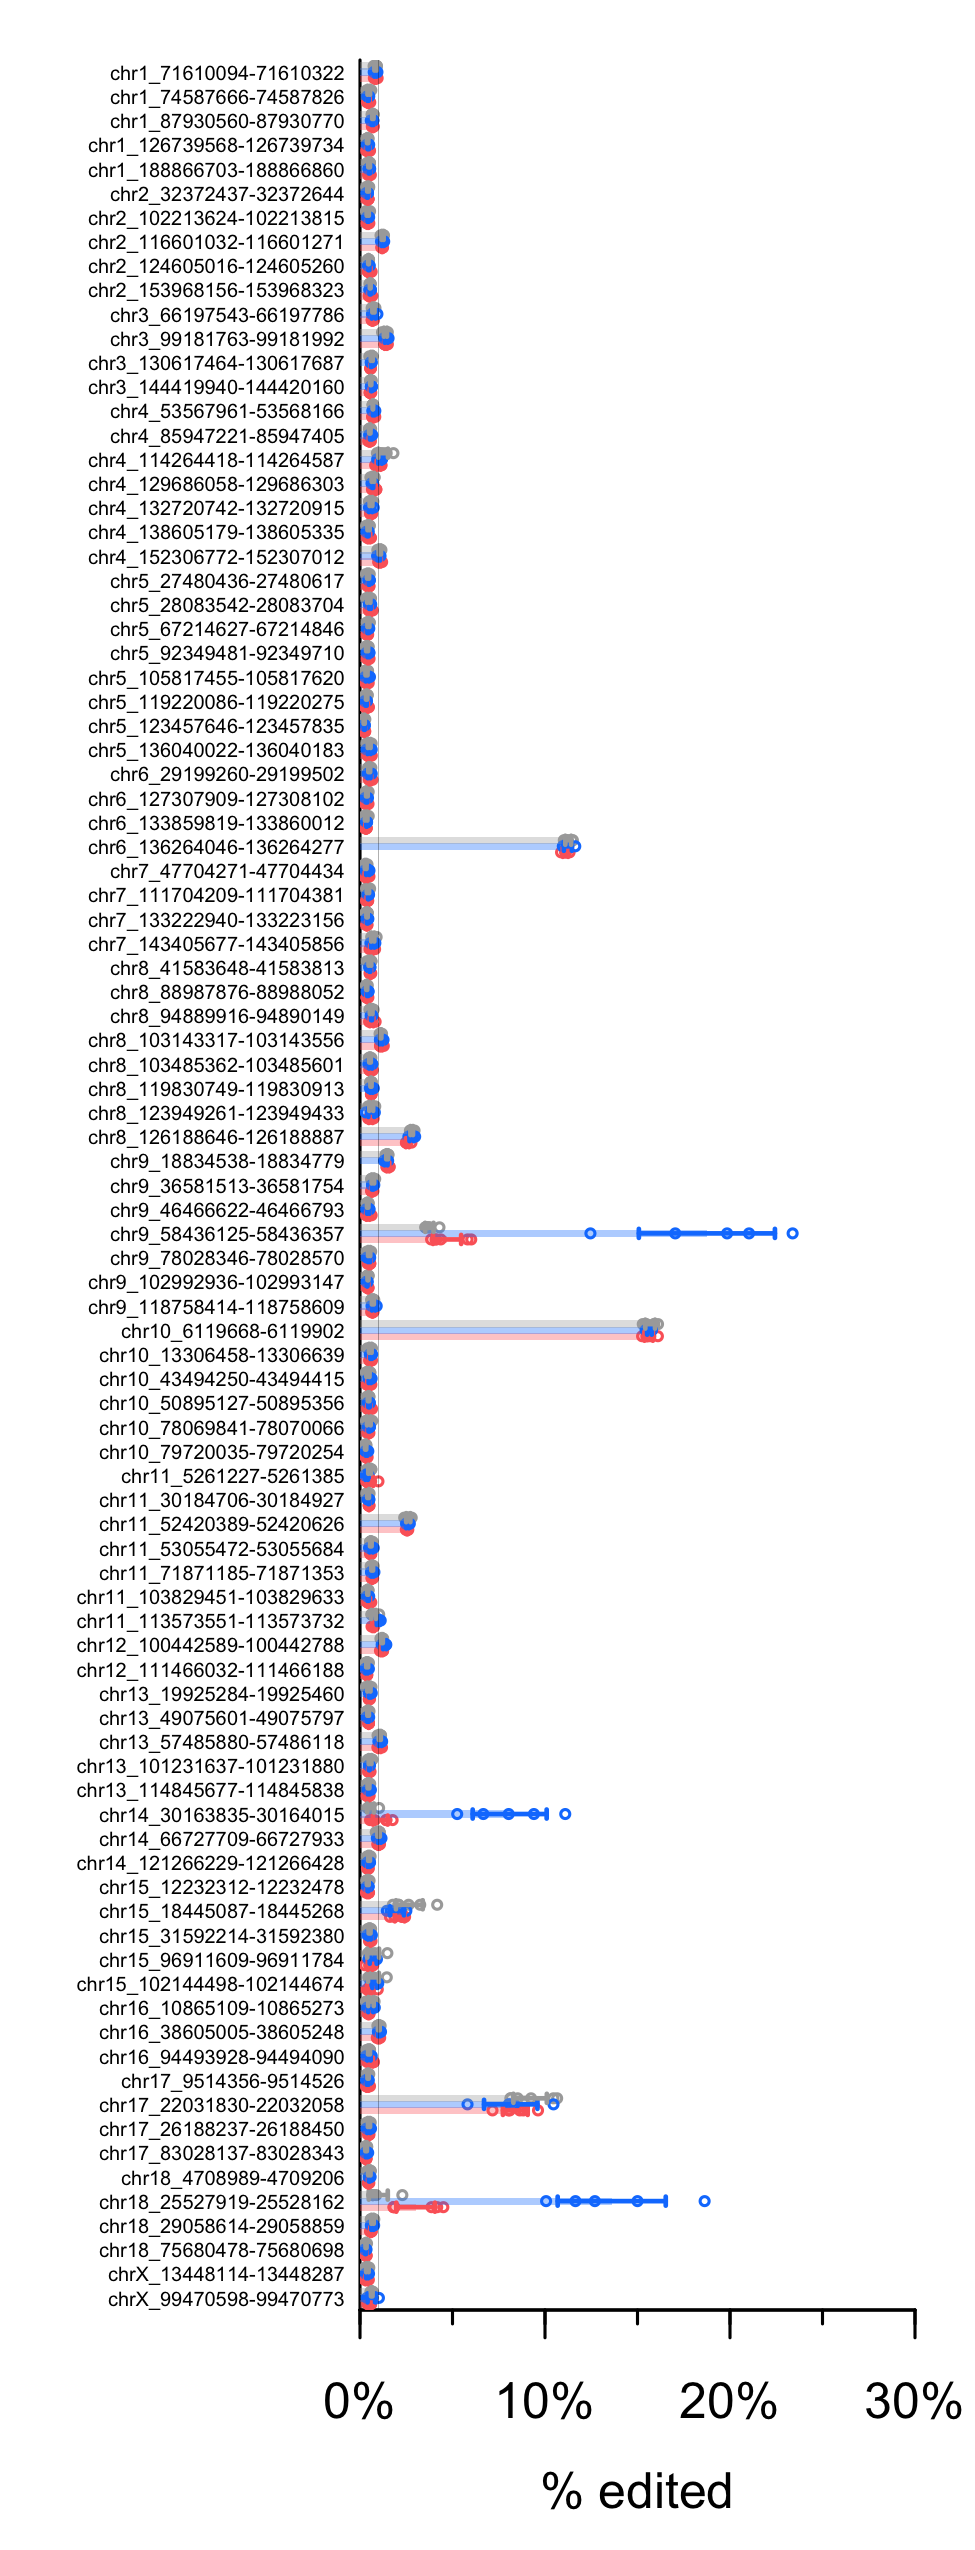 chr1_71610094-71610322
chr1_74587666-74587826
chr1_87930560-87930770
chr1_126739568-126739734
chr1_188866703-188866860
chr2_32372437-32372644
chr2_102213624-102213815
chr2_116601032-116601271
chr2_124605016-124605260
chr2_153968156-153968323
chr3_66197543-66197786
chr3_99181763-99181992
chr3_130617464-130617687
chr3_144419940-144420160
chr4_53567961-53568166
chr4_85947221-85947405
chr4_114264418-114264587
chr4_129686058-129686303
chr4_132720742-132720915
chr4_138605179-138605335
chr4_152306772-152307012
chr5_27480436-27480617
chr5_28083542-28083704
chr5_67214627-67214846
chr5_92349481-92349710
chr5_105817455-105817620
chr5_119220086-119220275
chr5_123457646-123457835
chr5_136040022-136040183
chr6_29199260-29199502
chr6_127307909-127308102
chr6_133859819-133860012
chr6_136264046-136264277
chr7_47704271-47704434
chr7_111704209-111704381
chr7_133222940-133223156
chr7_143405677-143405856
chr8_41583648-41583813
chr8_88987876-88988052
chr8_94889916-94890149
chr8_103143317-103143556
chr8_103485362-103485601
chr8_119830749-119830913
chr8_123949261-123949433
chr8_126188646-126188887
chr9_18834538-18834779
chr9_36581513-36581754
chr9_46466622-46466793
chr9_58436125-58436357
chr9_78028346-78028570
chr9_102992936-102993147
chr9_118758414-118758609
chr10_6119668-6119902
chr10_13306458-13306639
chr10_43494250-43494415
chr10_50895127-50895356
chr10_78069841-78070066
chr10_79720035-79720254
chr11_5261227-5261385
chr11_30184706-30184927
chr11_52420389-52420626
chr11_53055472-53055684
chr11_71871185-71871353
chr11_103829451-103829633
chr11_113573551-113573732
chr12_100442589-100442788
chr12_111466032-111466188
chr13_19925284-19925460
chr13_49075601-49075797
chr13_57485880-57486118
chr13_101231637-101231880
chr13_114845677-114845838
chr14_30163835-30164015
chr14_66727709-66727933
chr14_121266229-121266428
chr15_12232312-12232478
chr15_18445087-18445268
chr15_31592214-31592380
chr15_96911609-96911784
chr15_102144498-102144674
chr16_10865109-10865273
chr16_38605005-38605248
chr16_94493928-94494090
chr17_9514356-9514526
chr17_22031830-22032058
chr17_26188237-26188450
chr17_83028137-83028343
chr18_4708989-4709206
chr18_25527919-25528162
chr18_29058614-29058859
chr18_75680478-75680698
chrX_13448114-13448287
chrX_99470598-99470773
0% 10% 20% 30%
% edited